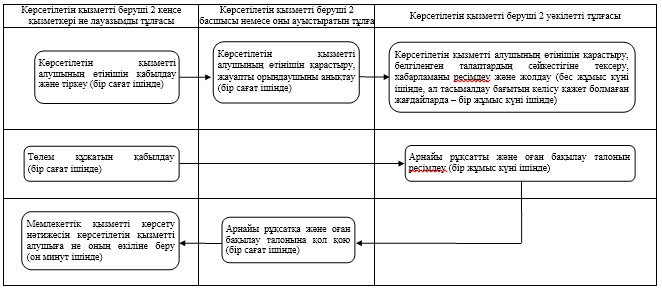 Көрсетілетін қызметті беруші 2 кеңсе
қызметкері не лауазымды тұлғасы
Көрсетілетін қызметті беруші 2
басшысы немесе оны ауыстыратын тұлға
Көрсетілетін қызметті беруші 2 уәкілетті тұлғасы
Көрсетілетін қызметті
алушының өтінішін қабылдау
және тіркеу (бір сағат ішінде)
Көрсетілетін қызметті
алушының өтінішін қарастыру,
жауапты орындаушыны анықтау
(бір сағат ішінде)
Көрсетілетін қызметті алушының өтінішін қарастыру,
белгіленген талаптардың сәйкестігіне тексеру,
хабарламаны ресімдеу және жолдау (бес жұмыс күні
ішінде, ал тасымалдау бағытын келісу қажет болмаған
жағдайларда – бір жұмыс күні ішінде)
Төлем құжатын қабылдау
(бір сағат ішінде)
Арнайы рұқсатты және оған бақылау талонын
ресімдеу (бір жұмыс күні ішінде)
Мемлекеттік қызметті көрсету
нәтижесін көрсетілетін қызметті
алушыға не оның өкіліне беру
(он минут ішінде)
Арнайы рұқсатқа және оған
бақылау талонына қол қою
(бір сағат ішінде)